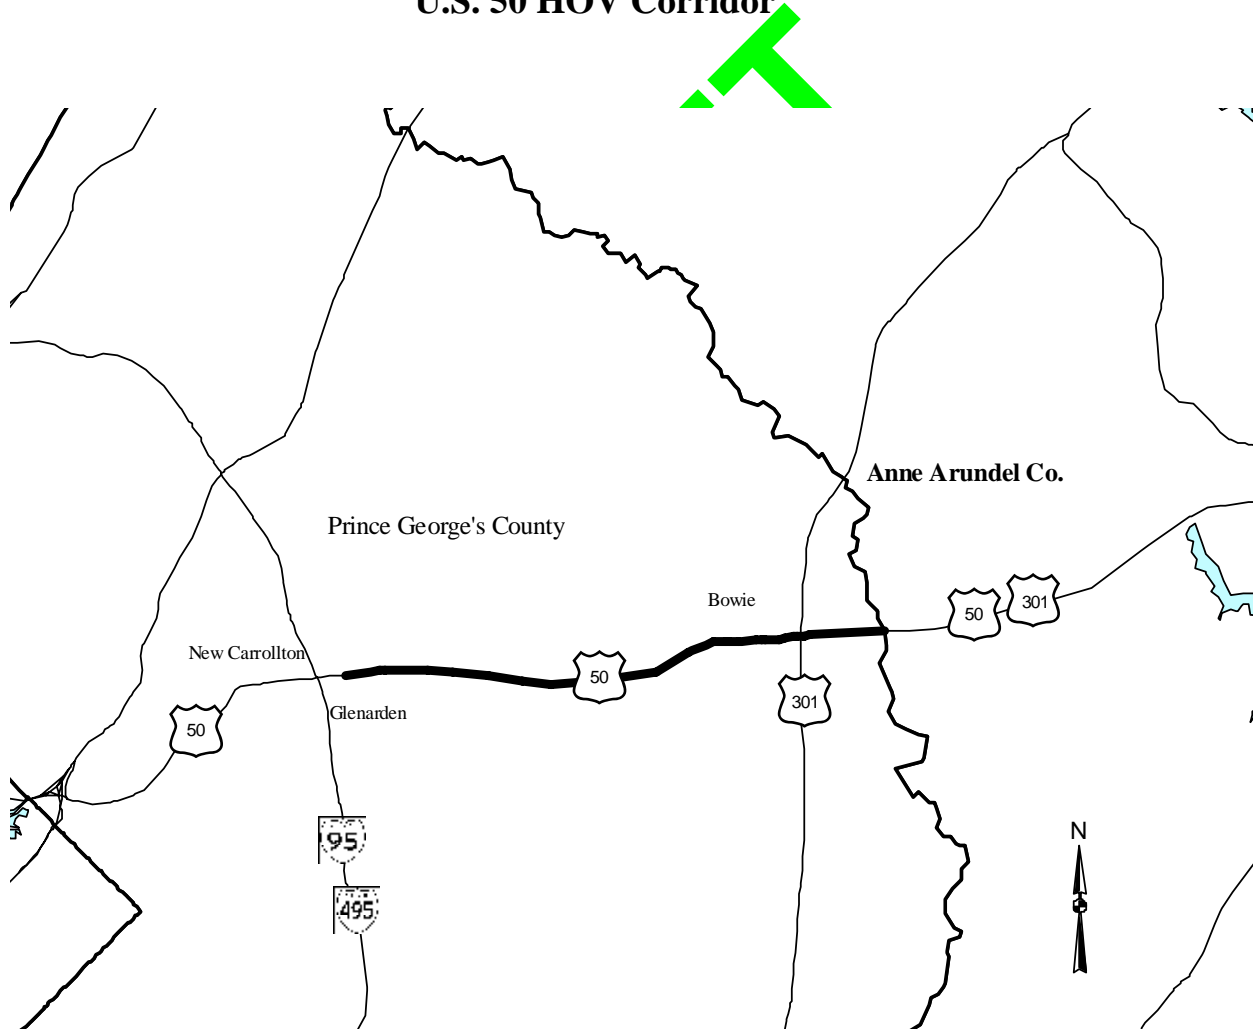 U.S. 50 HOV Corridor
Anne Arundel Co.
Prince George's County
Bowie
50
301
New Carrollton
50
301
Glenarden
50
95
495
N